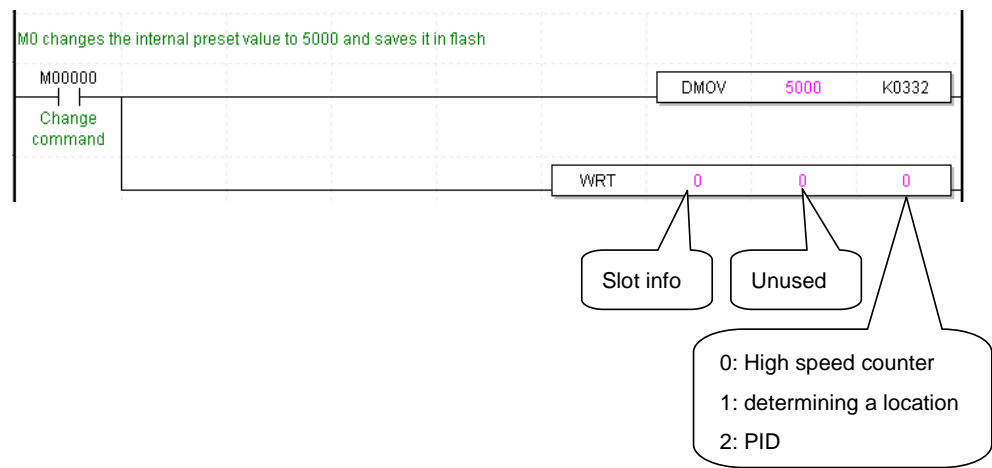 M0 changes the internal preset value to 5000 and saves it in flash
M00000
DMOV 5000 K0332
Change
command
WRT 0 0 0
Slot info
Unused
0: High speed counter
1: determining a location
2: PID